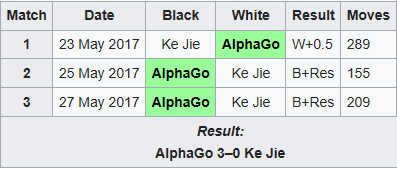 Match Date Black White Result Moves
1 23 May 2017 Ke Jie AlphaGo W+0.5 289
2 25 May 2017 AlphaGo Ke Jie B+Res 155
3 27 May 2017 AlphaGo Ke Jie B+Res 209
Result:
AlphaGo 3–0 Ke Jie